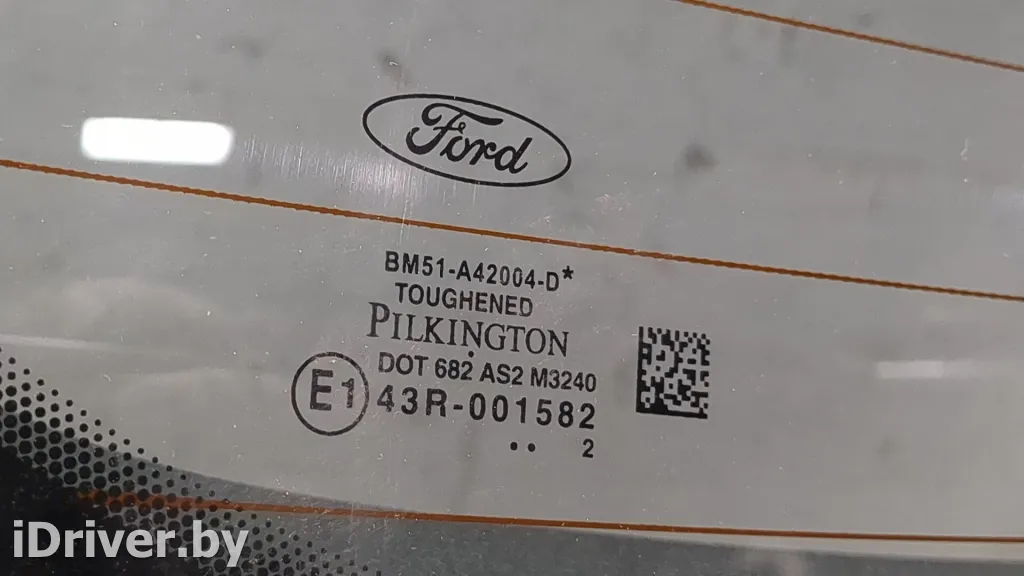 Ford
BM51-A42004-D*
TOUGHENED
PILKINGTON
DOT 682 AS2 M3240
E1 43R-001582
.. 2
iDriver.by